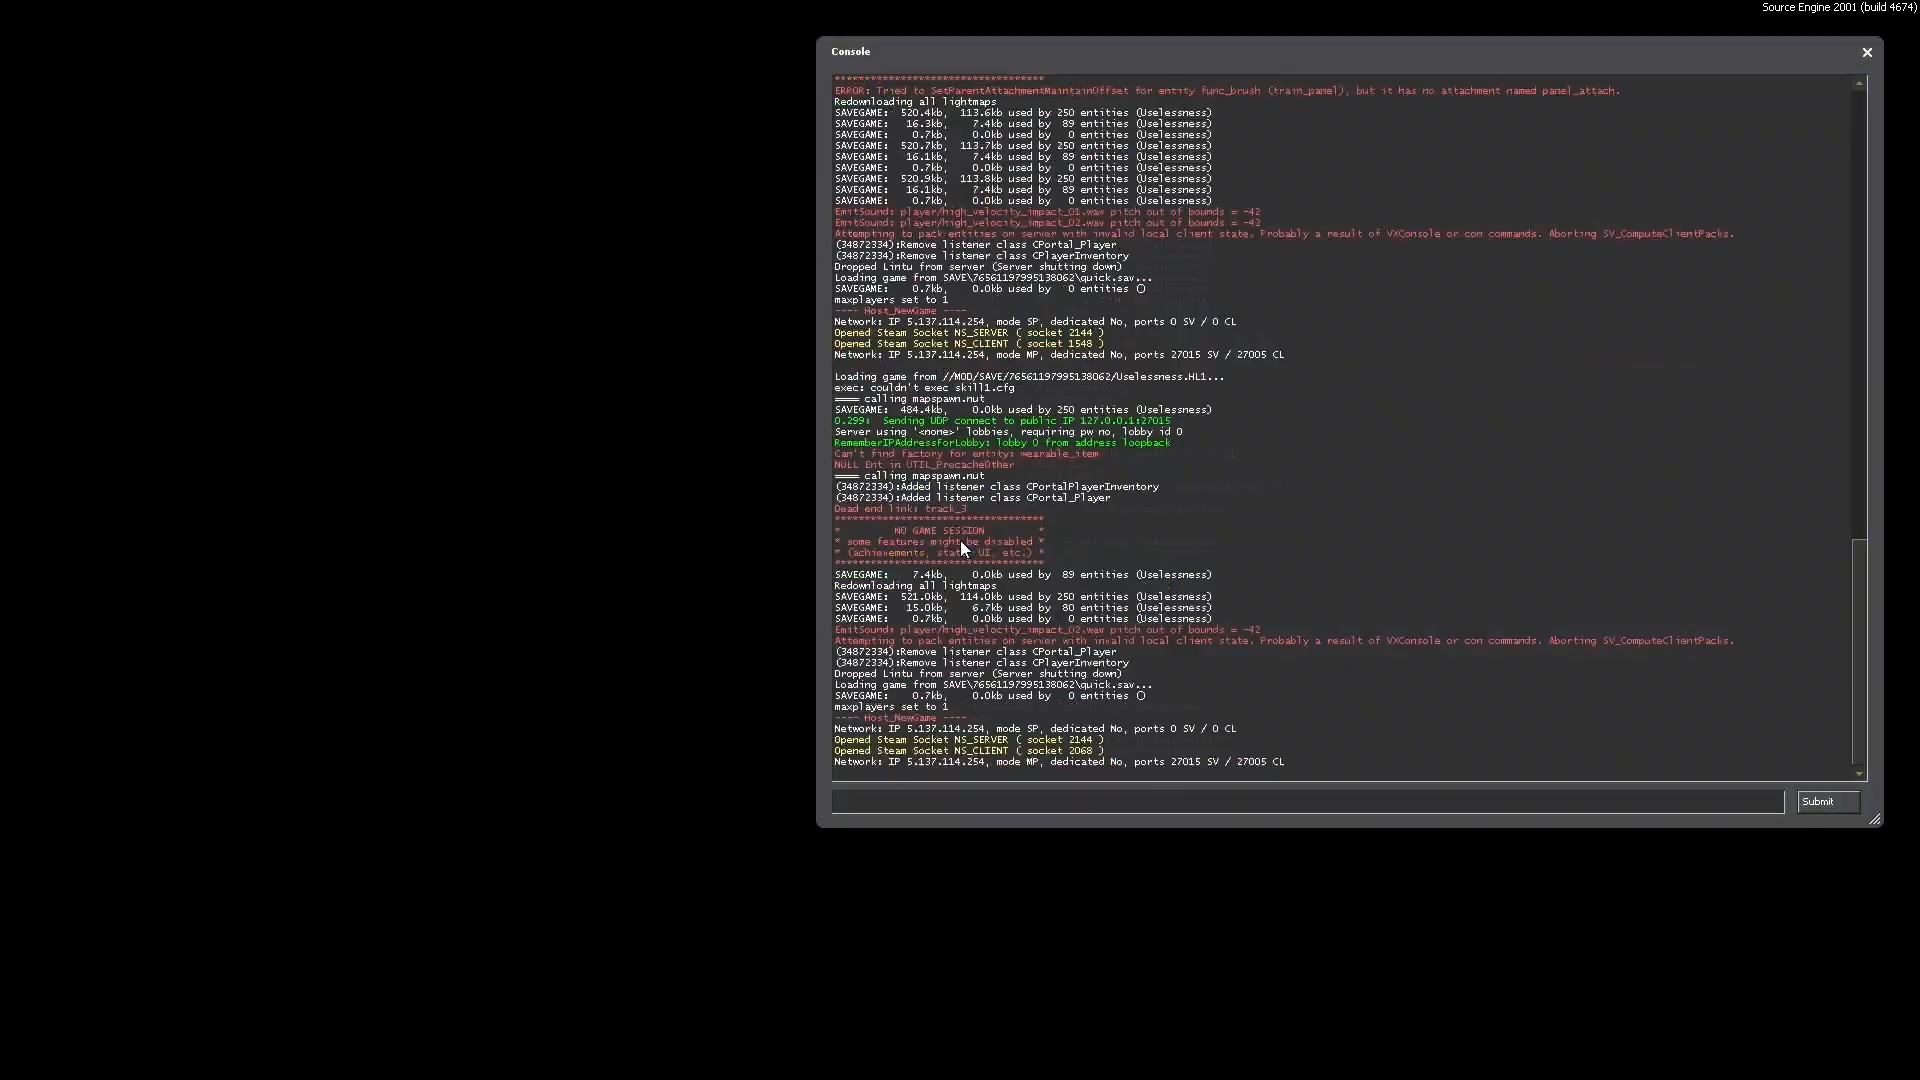 Source Engine 2001 (build 4674)
Console
***********************************
ERROR: Tried to SetParentAttachmentMaintainOffset for entity func_brush (train_panel), but it has no attachment named panel_attach.
Redownloading all lightmaps
SAVEGAME:  520.4kb,  113.6kb used by 250 entities (Uselessness)
SAVEGAME:   16.3kb,    7.4kb used by  89 entities (Uselessness)
SAVEGAME:    0.7kb,    0.0kb used by   0 entities (Uselessness)
SAVEGAME:  520.7kb,  113.7kb used by 250 entities (Uselessness)
SAVEGAME:   16.1kb,    7.4kb used by  89 entities (Uselessness)
SAVEGAME:    0.7kb,    0.0kb used by   0 entities (Uselessness)
SAVEGAME:  520.9kb,  113.8kb used by 250 entities (Uselessness)
SAVEGAME:   16.1kb,    7.4kb used by  89 entities (Uselessness)
SAVEGAME:    0.7kb,    0.0kb used by   0 entities (Uselessness)
EmitSound: player/high_velocity_impact_01.wav pitch out of bounds = -42
EmitSound: player/high_velocity_impact_02.wav pitch out of bounds = -42
Attempting to pack entities on server with invalid local client state. Probably a result of VXConsole or con commands. Aborting SV_ComputeClientPacks.
(34872334):Remove listener class CPortal_Player
(34872334):Remove listener class CPlayerInventory
Dropped Lintu from server (Server shutting down)
Loading game from SAVE\76561197995138062\quick.sav...
SAVEGAME:    0.7kb,    0.0kb used by   0 entities ()
maxplayers set to 1
---- Host_NewGame ----
Network: IP 5.137.114.254, mode SP, dedicated No, ports 0 SV / 0 CL
Opened Steam Socket NS_SERVER ( socket 2144 )
Opened Steam Socket NS_CLIENT ( socket 1548 )
Network: IP 5.137.114.254, mode MP, dedicated No, ports 27015 SV / 27005 CL
Loading game from //MOD/SAVE/76561197995138062/Uselessness.HL1...
exec: couldn't exec skill1.cfg
==== calling mapspawn.nut
SAVEGAME:  484.4kb,    0.0kb used by 250 entities (Uselessness)
0.299:  Sending UDP connect to public IP 127.0.0.1:27015
Server using '<none>' lobbies, requiring pw no, lobby id 0
RememberIPAddressForLobby: lobby 0 from address loopback
Can't find factory for entity: wearable_item
NULL Ent in UTIL_PrecacheOther
==== calling mapspawn.nut
(34872334):Added listener class CPortalPlayerInventory
(34872334):Added listener class CPortal_Player
Dead end link: track_3
***********************************
*         NO GAME SESSION         *
* some features might be disabled *
* (achievements, stats, UI, etc.) *
***********************************
SAVEGAME:    7.4kb,    0.0kb used by  89 entities (Uselessness)
Redownloading all lightmaps
SAVEGAME:  521.0kb,  114.0kb used by 250 entities (Uselessness)
SAVEGAME:   15.0kb,    6.7kb used by  80 entities (Uselessness)
SAVEGAME:    0.7kb,    0.0kb used by   0 entities (Uselessness)
EmitSound: player/high_velocity_impact_02.wav pitch out of bounds = -42
Attempting to pack entities on server with invalid local client state. Probably a result of VXConsole or con commands. Aborting SV_ComputeClientPacks.
(34872334):Remove listener class CPortal_Player
(34872334):Remove listener class CPlayerInventory
Dropped Lintu from server (Server shutting down)
Loading game from SAVE\76561197995138062\quick.sav...
SAVEGAME:    0.7kb,    0.0kb used by   0 entities ()
maxplayers set to 1
---- Host_NewGame ----
Network: IP 5.137.114.254, mode SP, dedicated No, ports 0 SV / 0 CL
Opened Steam Socket NS_SERVER ( socket 2144 )
Opened Steam Socket NS_CLIENT ( socket 2068 )
Network: IP 5.137.114.254, mode MP, dedicated No, ports 27015 SV / 27005 CL
Submit